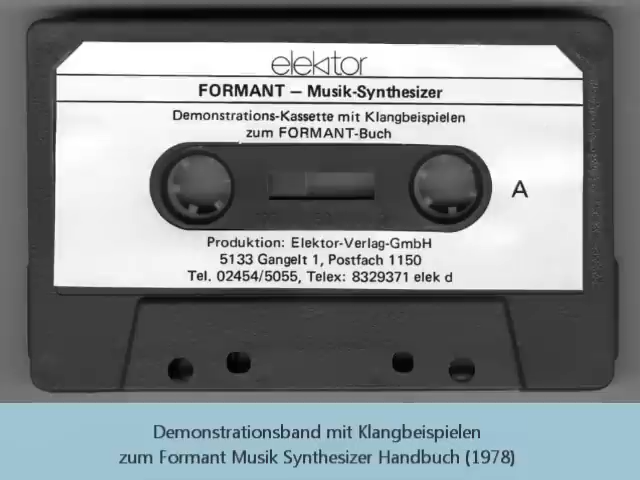 elektor
FORMANT – Musik-Synthesizer
Demonstrations-Kassette mit Klangbeispielen
zum FORMANT-Buch
A
Produktion: Elektor-Verlag-GmbH
5133 Gangelt 1, Postfach 1150
Tel. 02454/5055, Telex: 8329371 elek d
Demonstrationsband mit Klangbeispielen
zum Formant Musik Synthesizer Handbuch (1978)